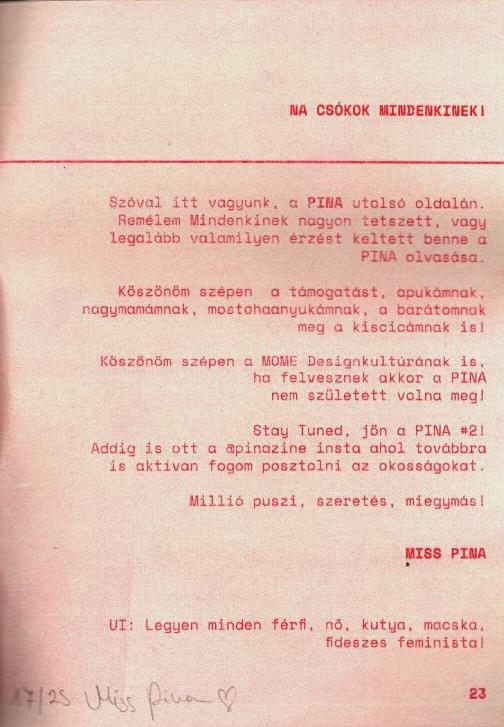 NA CSÓKOK MINDENKINEK!
Szóval itt vagyunk, a PINA utolsó oldalán.
Remélem Mindenkinek nagyon tetszett, vagy
legalább valamilyen érzést keltett benne a
PINA olvasása.
Köszönöm szépen a támogatást, apukámnak,
nagymamámnak, mostohaanyukámnak, a barátomnak
meg a kiscicámnak is!
Köszönöm szépen a MOME Designkultúrának is,
ha felvesznek akkor a PINA
nem született volna meg!
Stay Tuned, jön a PINA #2!
Addig is ott a @pinazine insta ahol továbbra
is aktívan fogom posztolni az okosságokat.
Millió puszi, szeretés, miegymás!
MISS PINA
UI: Legyen minden férfi, nő, kutya, macska,
fideszes feminista!
17/25 Miss Pina ♡
23